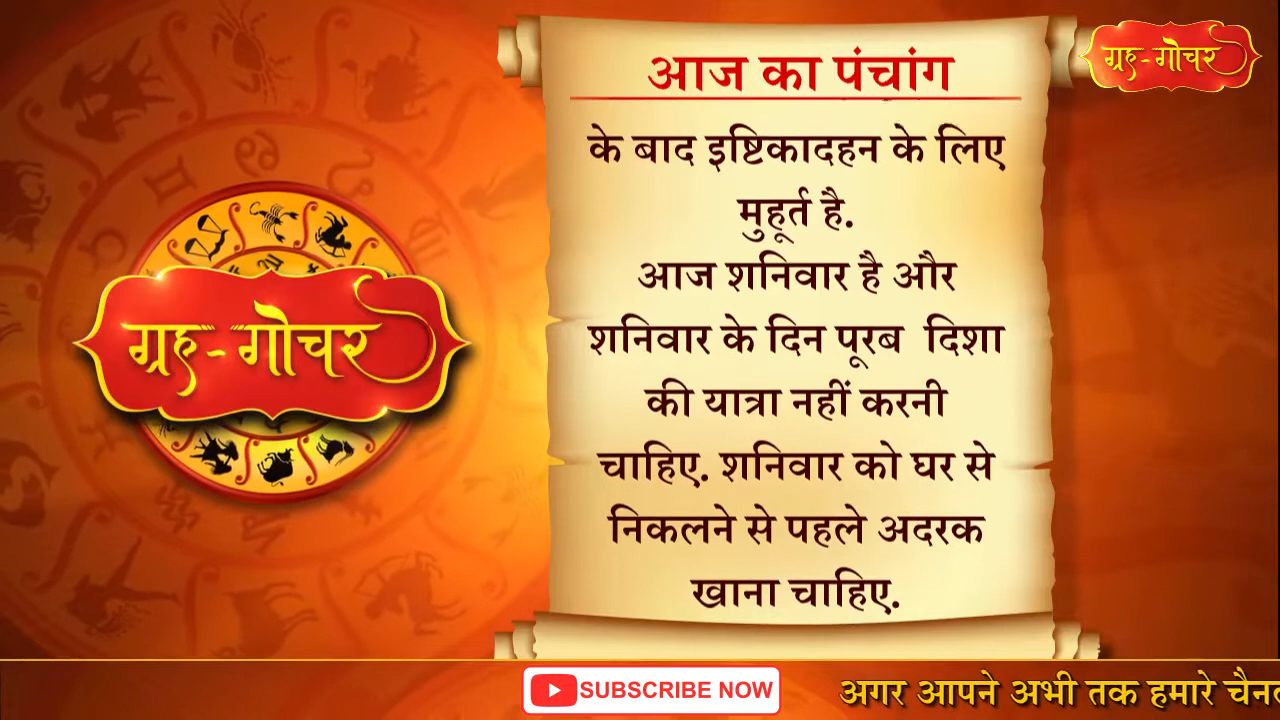 आज का पंचांग
ग्रह-गोचर
के बाद इष्टिकादहन के लिए
मुहूर्त है.
आज शनिवार है और
शनिवार के दिन पूरब दिशा
की यात्रा नहीं करनी
चाहिए. शनिवार को घर से
निकलने से पहले अदरक
खाना चाहिए.
ग्रह-गोचर
SUBSCRIBE NOW
अगर आपने अभी तक हमारे